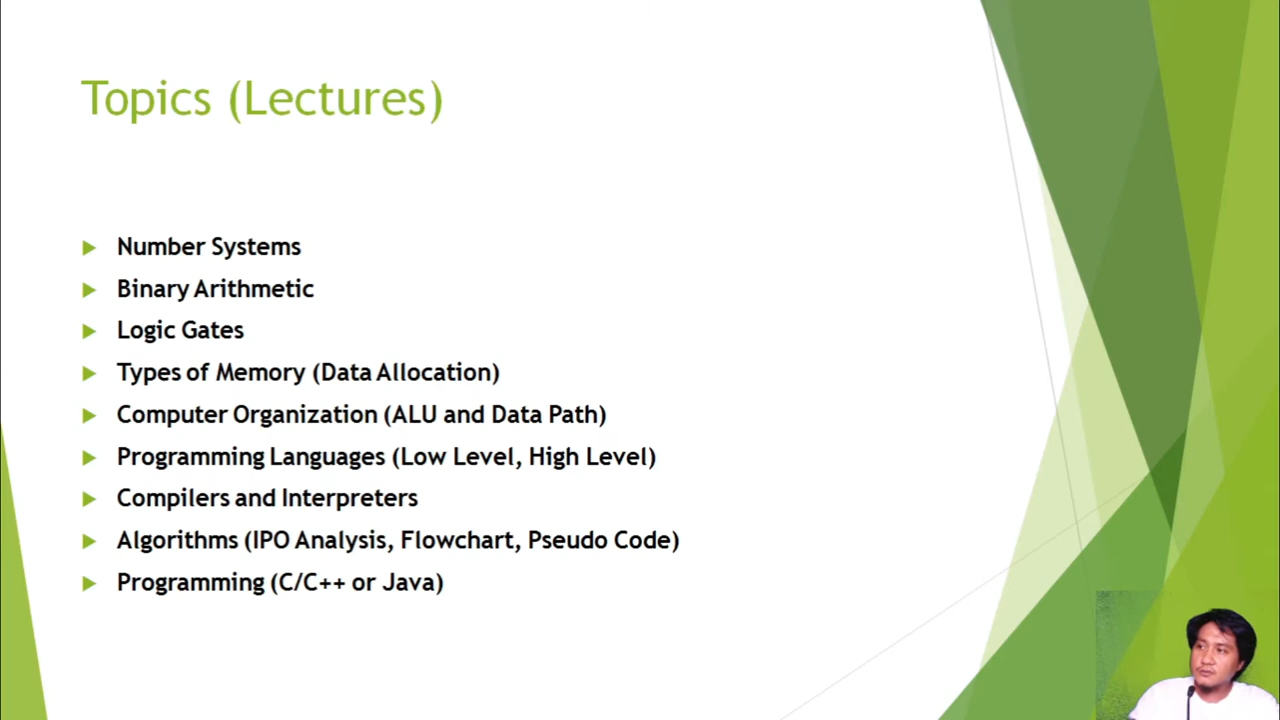 Topics (Lectures)
Number Systems
Binary Arithmetic
Logic Gates
Types of Memory (Data Allocation)
Computer Organization (ALU and Data Path)
Programming Languages (Low Level, High Level)
Compilers and Interpreters
Algorithms (IPO Analysis, Flowchart, Pseudo Code)
Programming (C/C++ or Java)